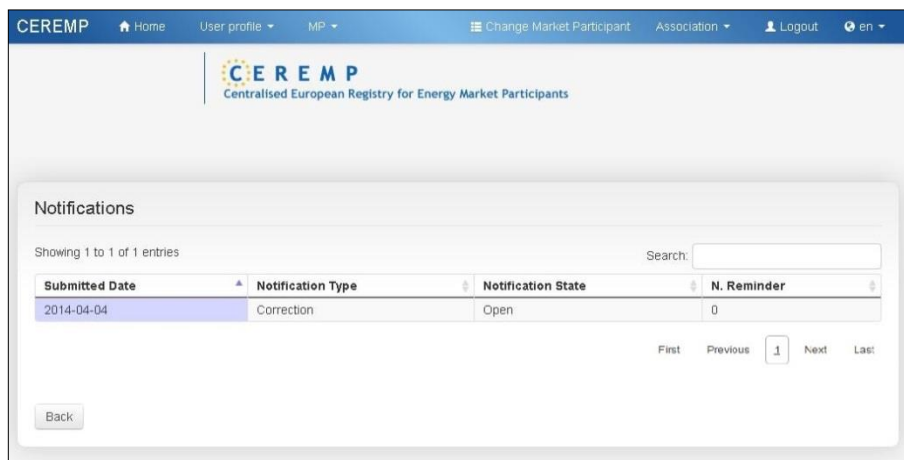 CEREMP Home User profile MP Change Market Participant Association Logout en
CEREMP
Centralised European Registry for Energy Market Participants
Notifications
Showing 1 to 1 of 1 entries Search:
Submitted Date Notification Type Notification State N. Reminder
2014-04-04 Correction Open 0
First Previous 1 Next Last
Back